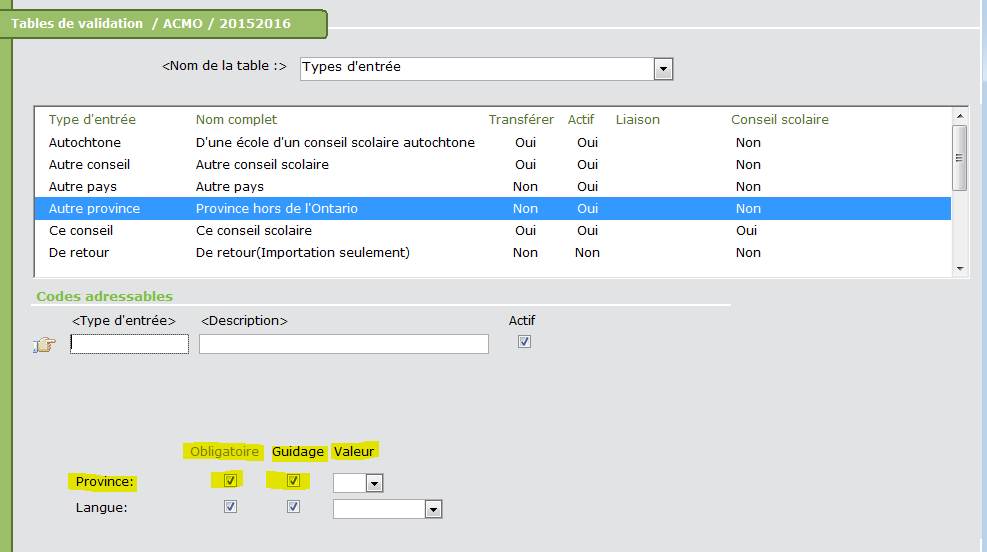 Tables de validation / ACMO / 20152016
<Nom de la table :> Types d'entrée
Type d'entrée Nom complet Transférer Actif Liaison Conseil scolaire
Autochtone D'une école d'un conseil scolaire autochtone Oui Oui Non
Autre conseil Autre conseil scolaire Oui Oui Non
Autre pays Autre pays Non Oui Non
Autre province Province hors de l'Ontario Non Oui Non
Ce conseil Ce conseil scolaire Oui Oui Oui
De retour De retour(Importation seulement) Non Non Non
Codes adressables
<Type d'entrée> <Description> Actif
Obligatoire Guidage Valeur
Province:
Langue: